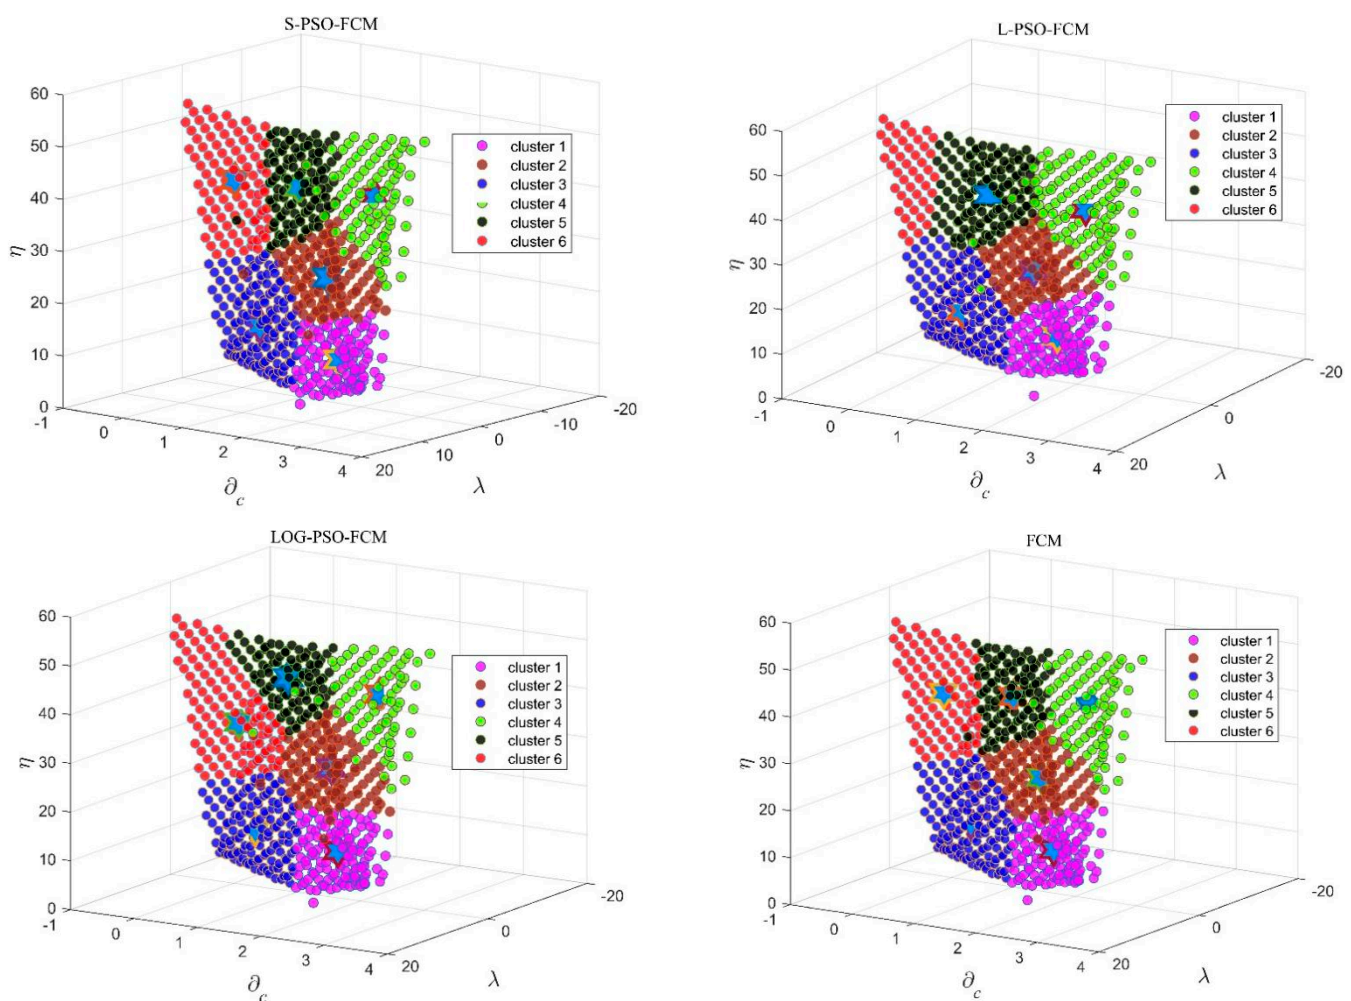 S-PSO-FCM
60
50
40
30
20
10
0
η
-1
0
1
2
3
4
∂c
20
10
0
-10
-20
λ
cluster 1
cluster 2
cluster 3
cluster 4
cluster 5
cluster 6
L-PSO-FCM
60
50
40
30
20
10
0
η
-1
0
1
2
3
4
∂c
20
0
-20
λ
cluster 1
cluster 2
cluster 3
cluster 4
cluster 5
cluster 6
LOG-PSO-FCM
60
50
40
30
20
10
0
η
-1
0
1
2
3
4
∂c
20
0
-20
λ
cluster 1
cluster 2
cluster 3
cluster 4
cluster 5
cluster 6
FCM
60
50
40
30
20
10
0
η
-1
0
1
2
3
4
∂c
20
0
-20
λ
cluster 1
cluster 2
cluster 3
cluster 4
cluster 5
cluster 6